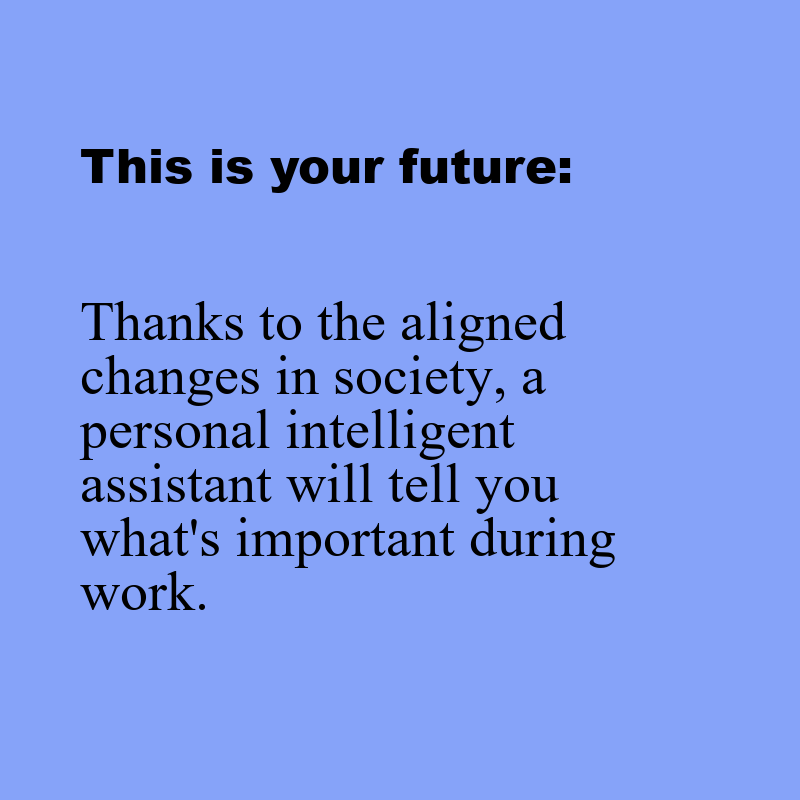 This is your future:
Thanks to the aligned
changes in society, a
personal intelligent
assistant will tell you
what's important during
work.